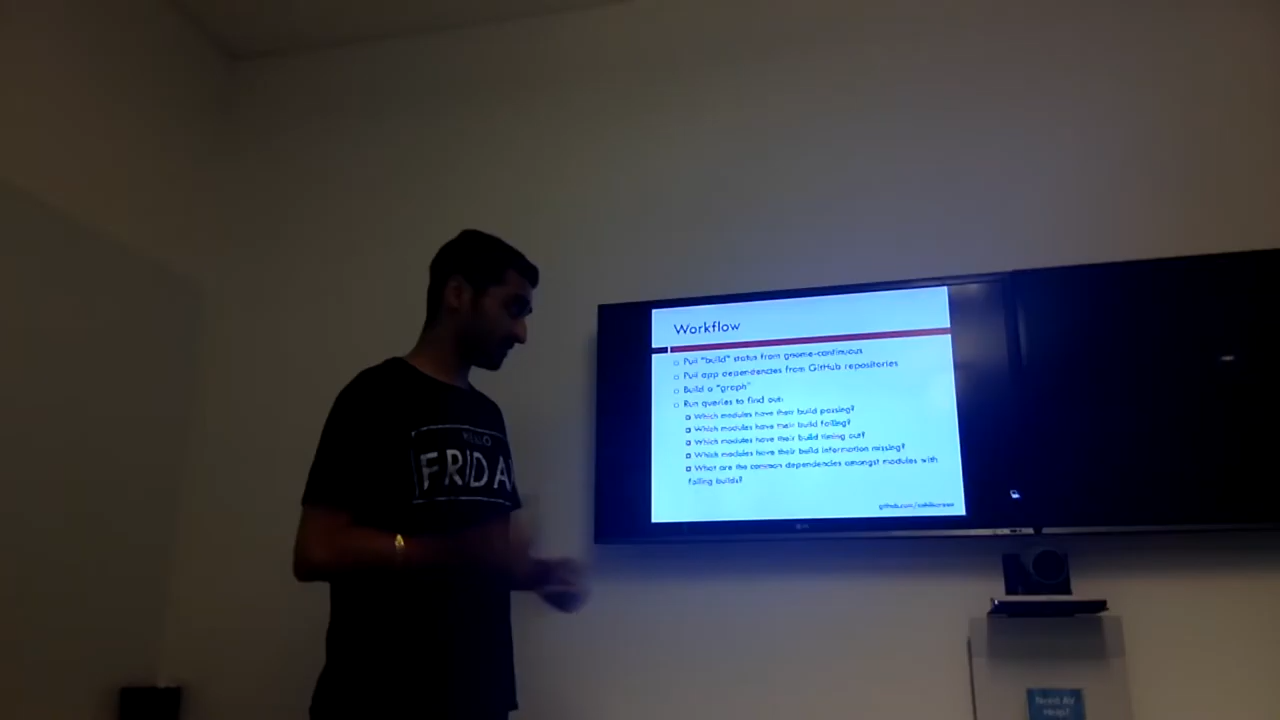 Workflow
Pull "build" status from gnome-continuous
Pull app dependencies from GitHub repositories
Build a "graph"
Run queries to find out:
Which modules have their build passing?
Which modules have their build failing?
Which modules have their build timing out?
Which modules have their build information missing?
What are the common dependencies amongst modules with
failing builds?
HELLO
FRIDA
Need AV
Help?